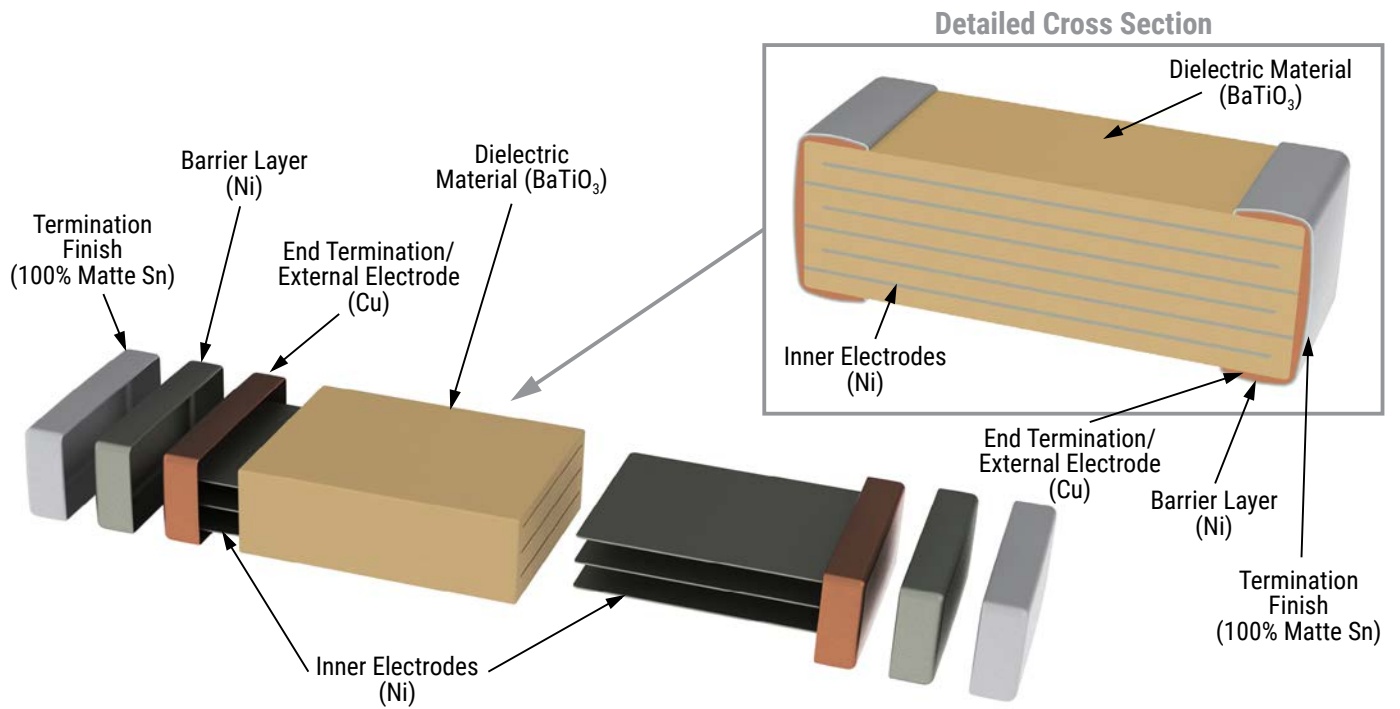 Detailed Cross Section
Dielectric Material
(BaTiO₃)
Inner Electrodes
(Ni)
End Termination/
External Electrode
(Cu)
Barrier Layer
(Ni)
Termination
Finish
(100% Matte Sn)
Termination
Finish
(100% Matte Sn)
Barrier Layer
(Ni)
End Termination/
External Electrode
(Cu)
Dielectric
Material (BaTiO₃)
Inner Electrodes
(Ni)